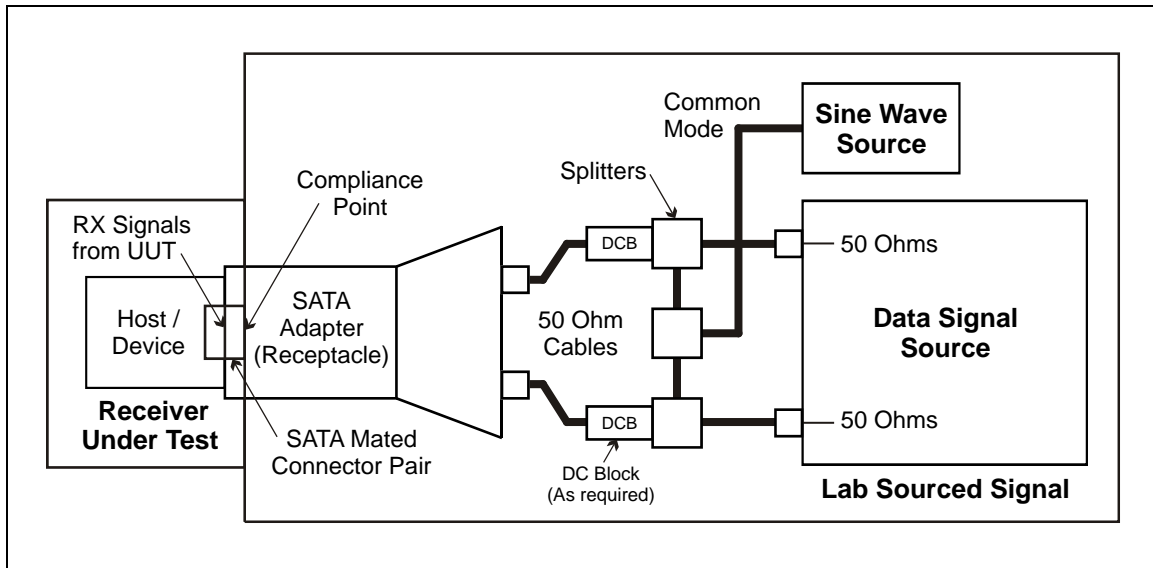 Common
Mode
Sine Wave
Source
Splitters
Compliance
Point
RX Signals
from UUT
DCB
50 Ohms
SATA
Adapter
(Receptacle)
Host /
Device
50 Ohm
Cables
Data Signal
Source
Receiver
Under Test
DCB
50 Ohms
SATA Mated
Connector Pair
DC Block
(As required)
Lab Sourced Signal